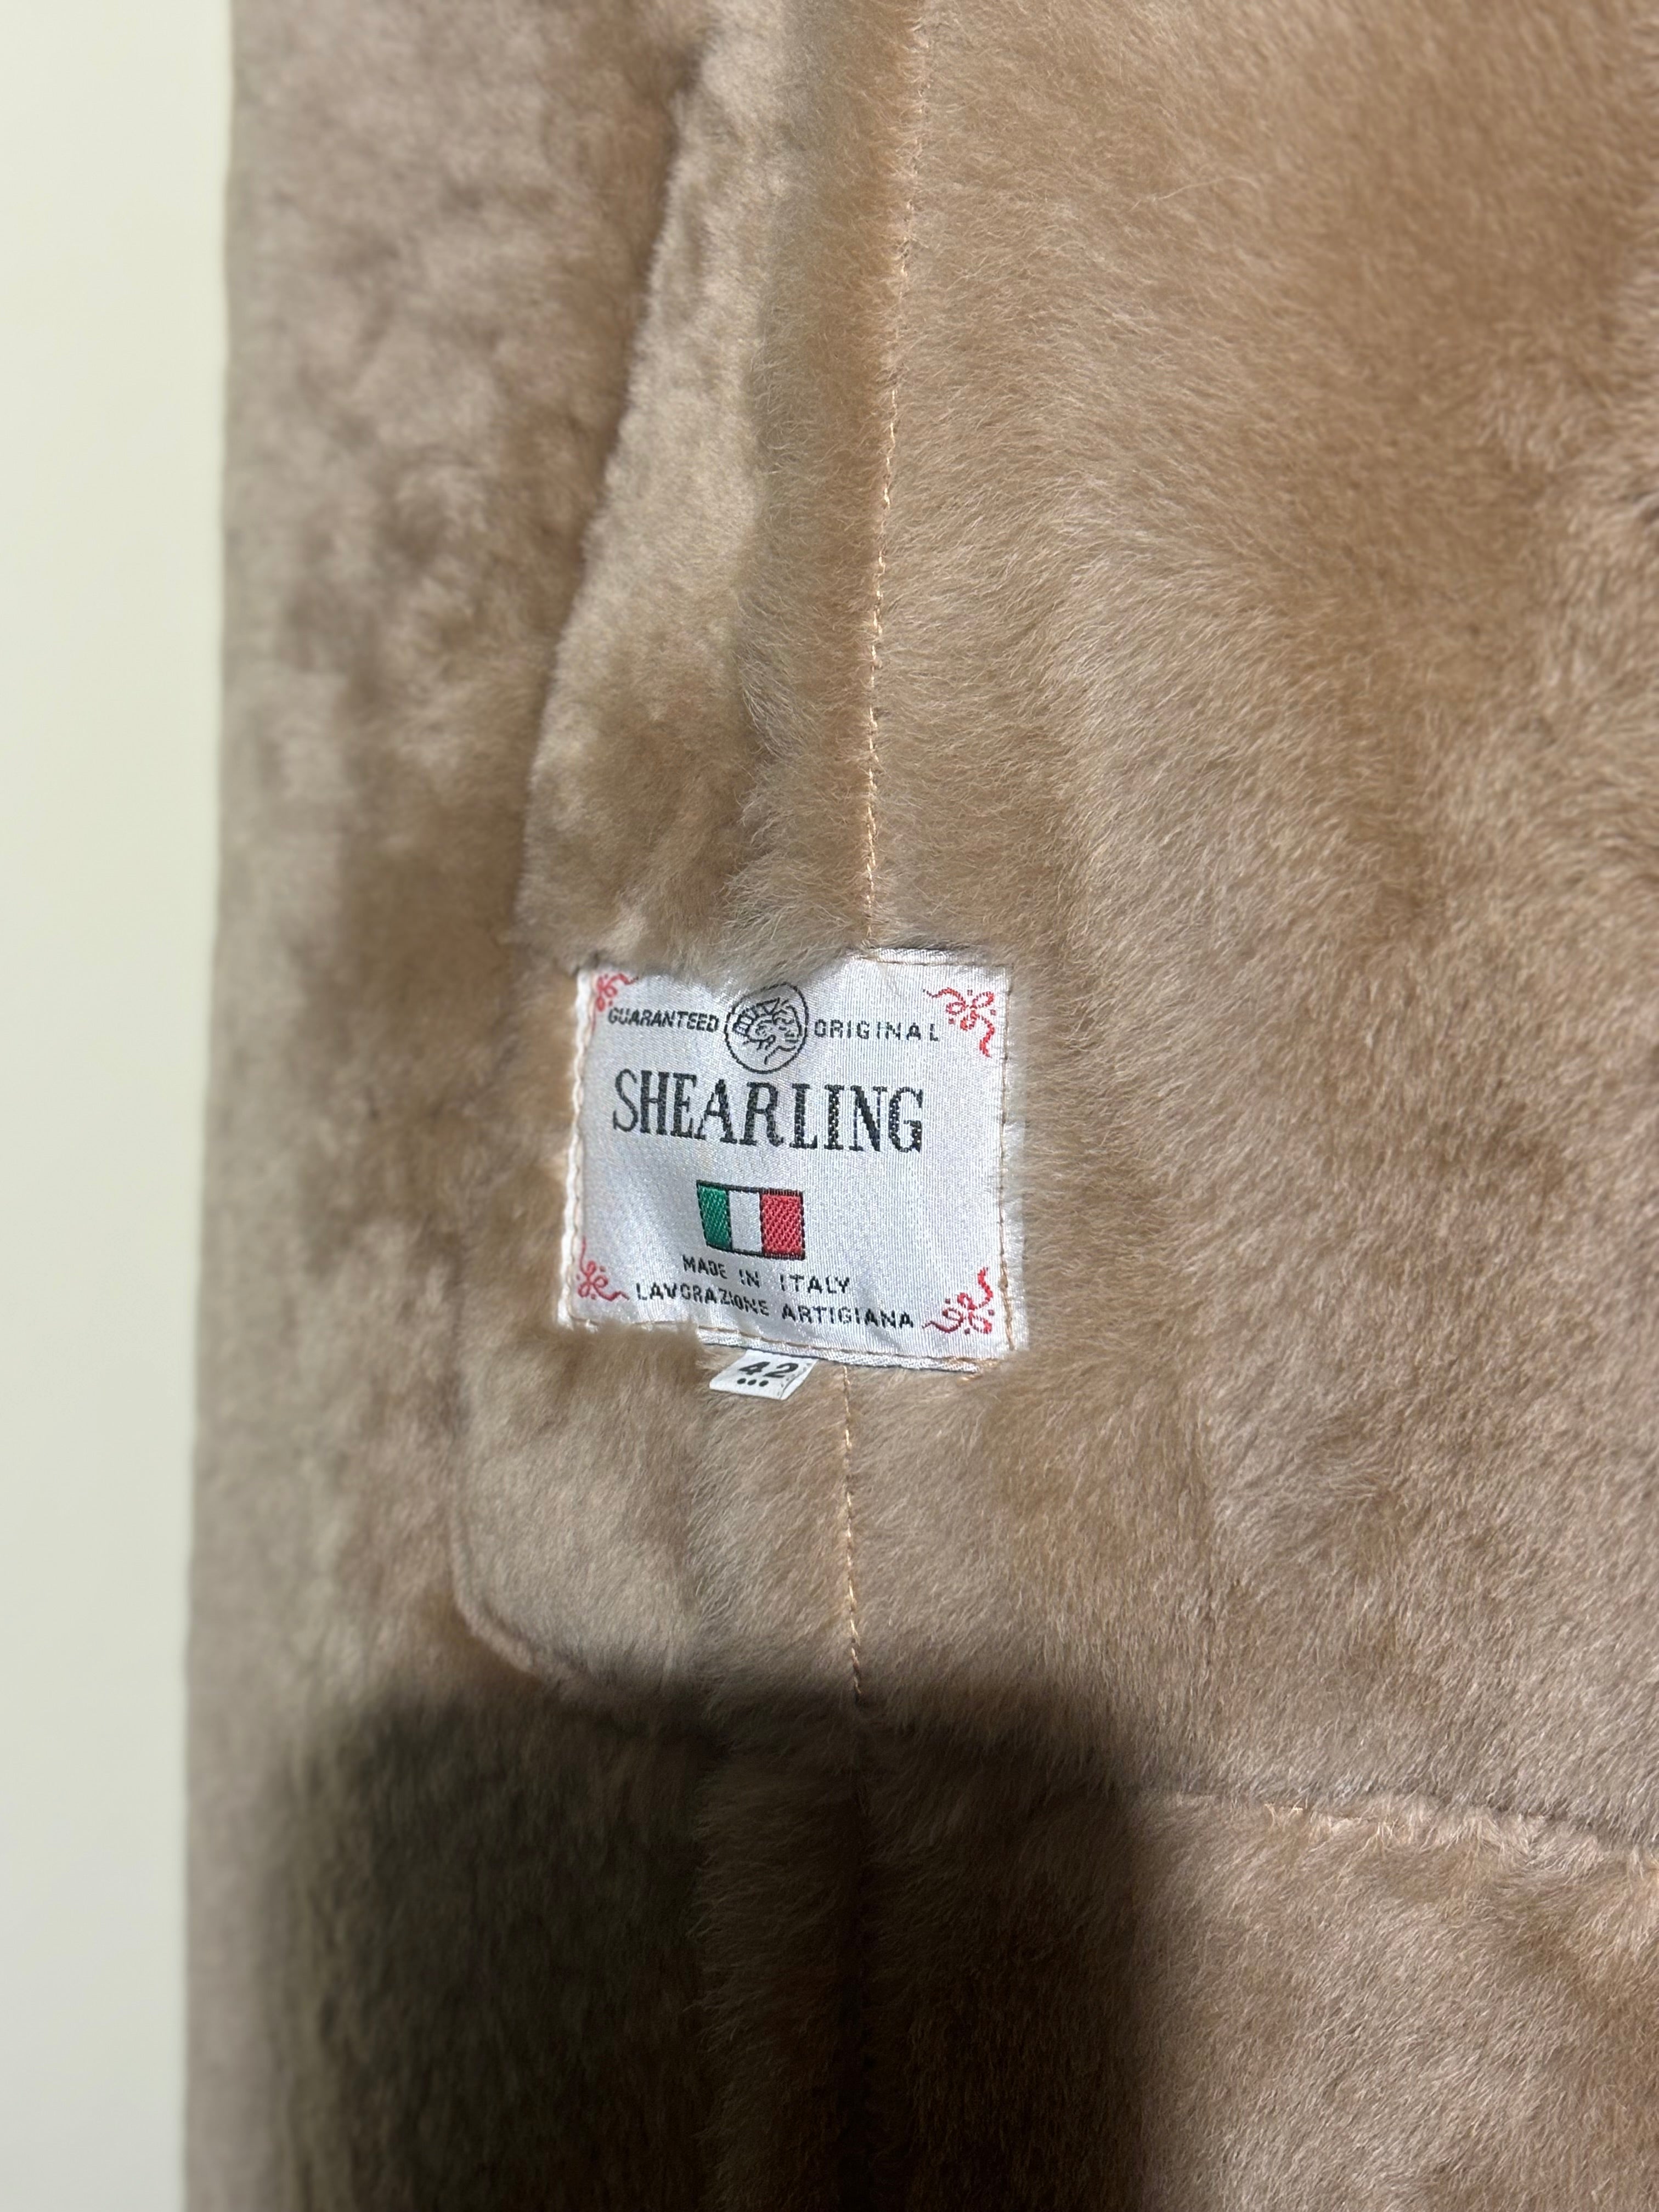 GUARANTEED ORIGINAL
SHEARLING
MADE IN ITALY
LAVORAZIONE ARTIGIANA
42